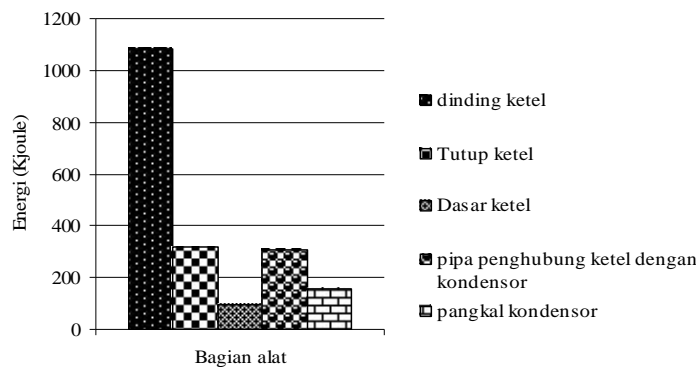 1200
1000
800
600
400
200
0
Energi (Kjoule)
Bagian alat
dinding ketel
Tutup ketel
Dasar ketel
pipa penghubung ketel dengan
kondensor
pangkal kondensor